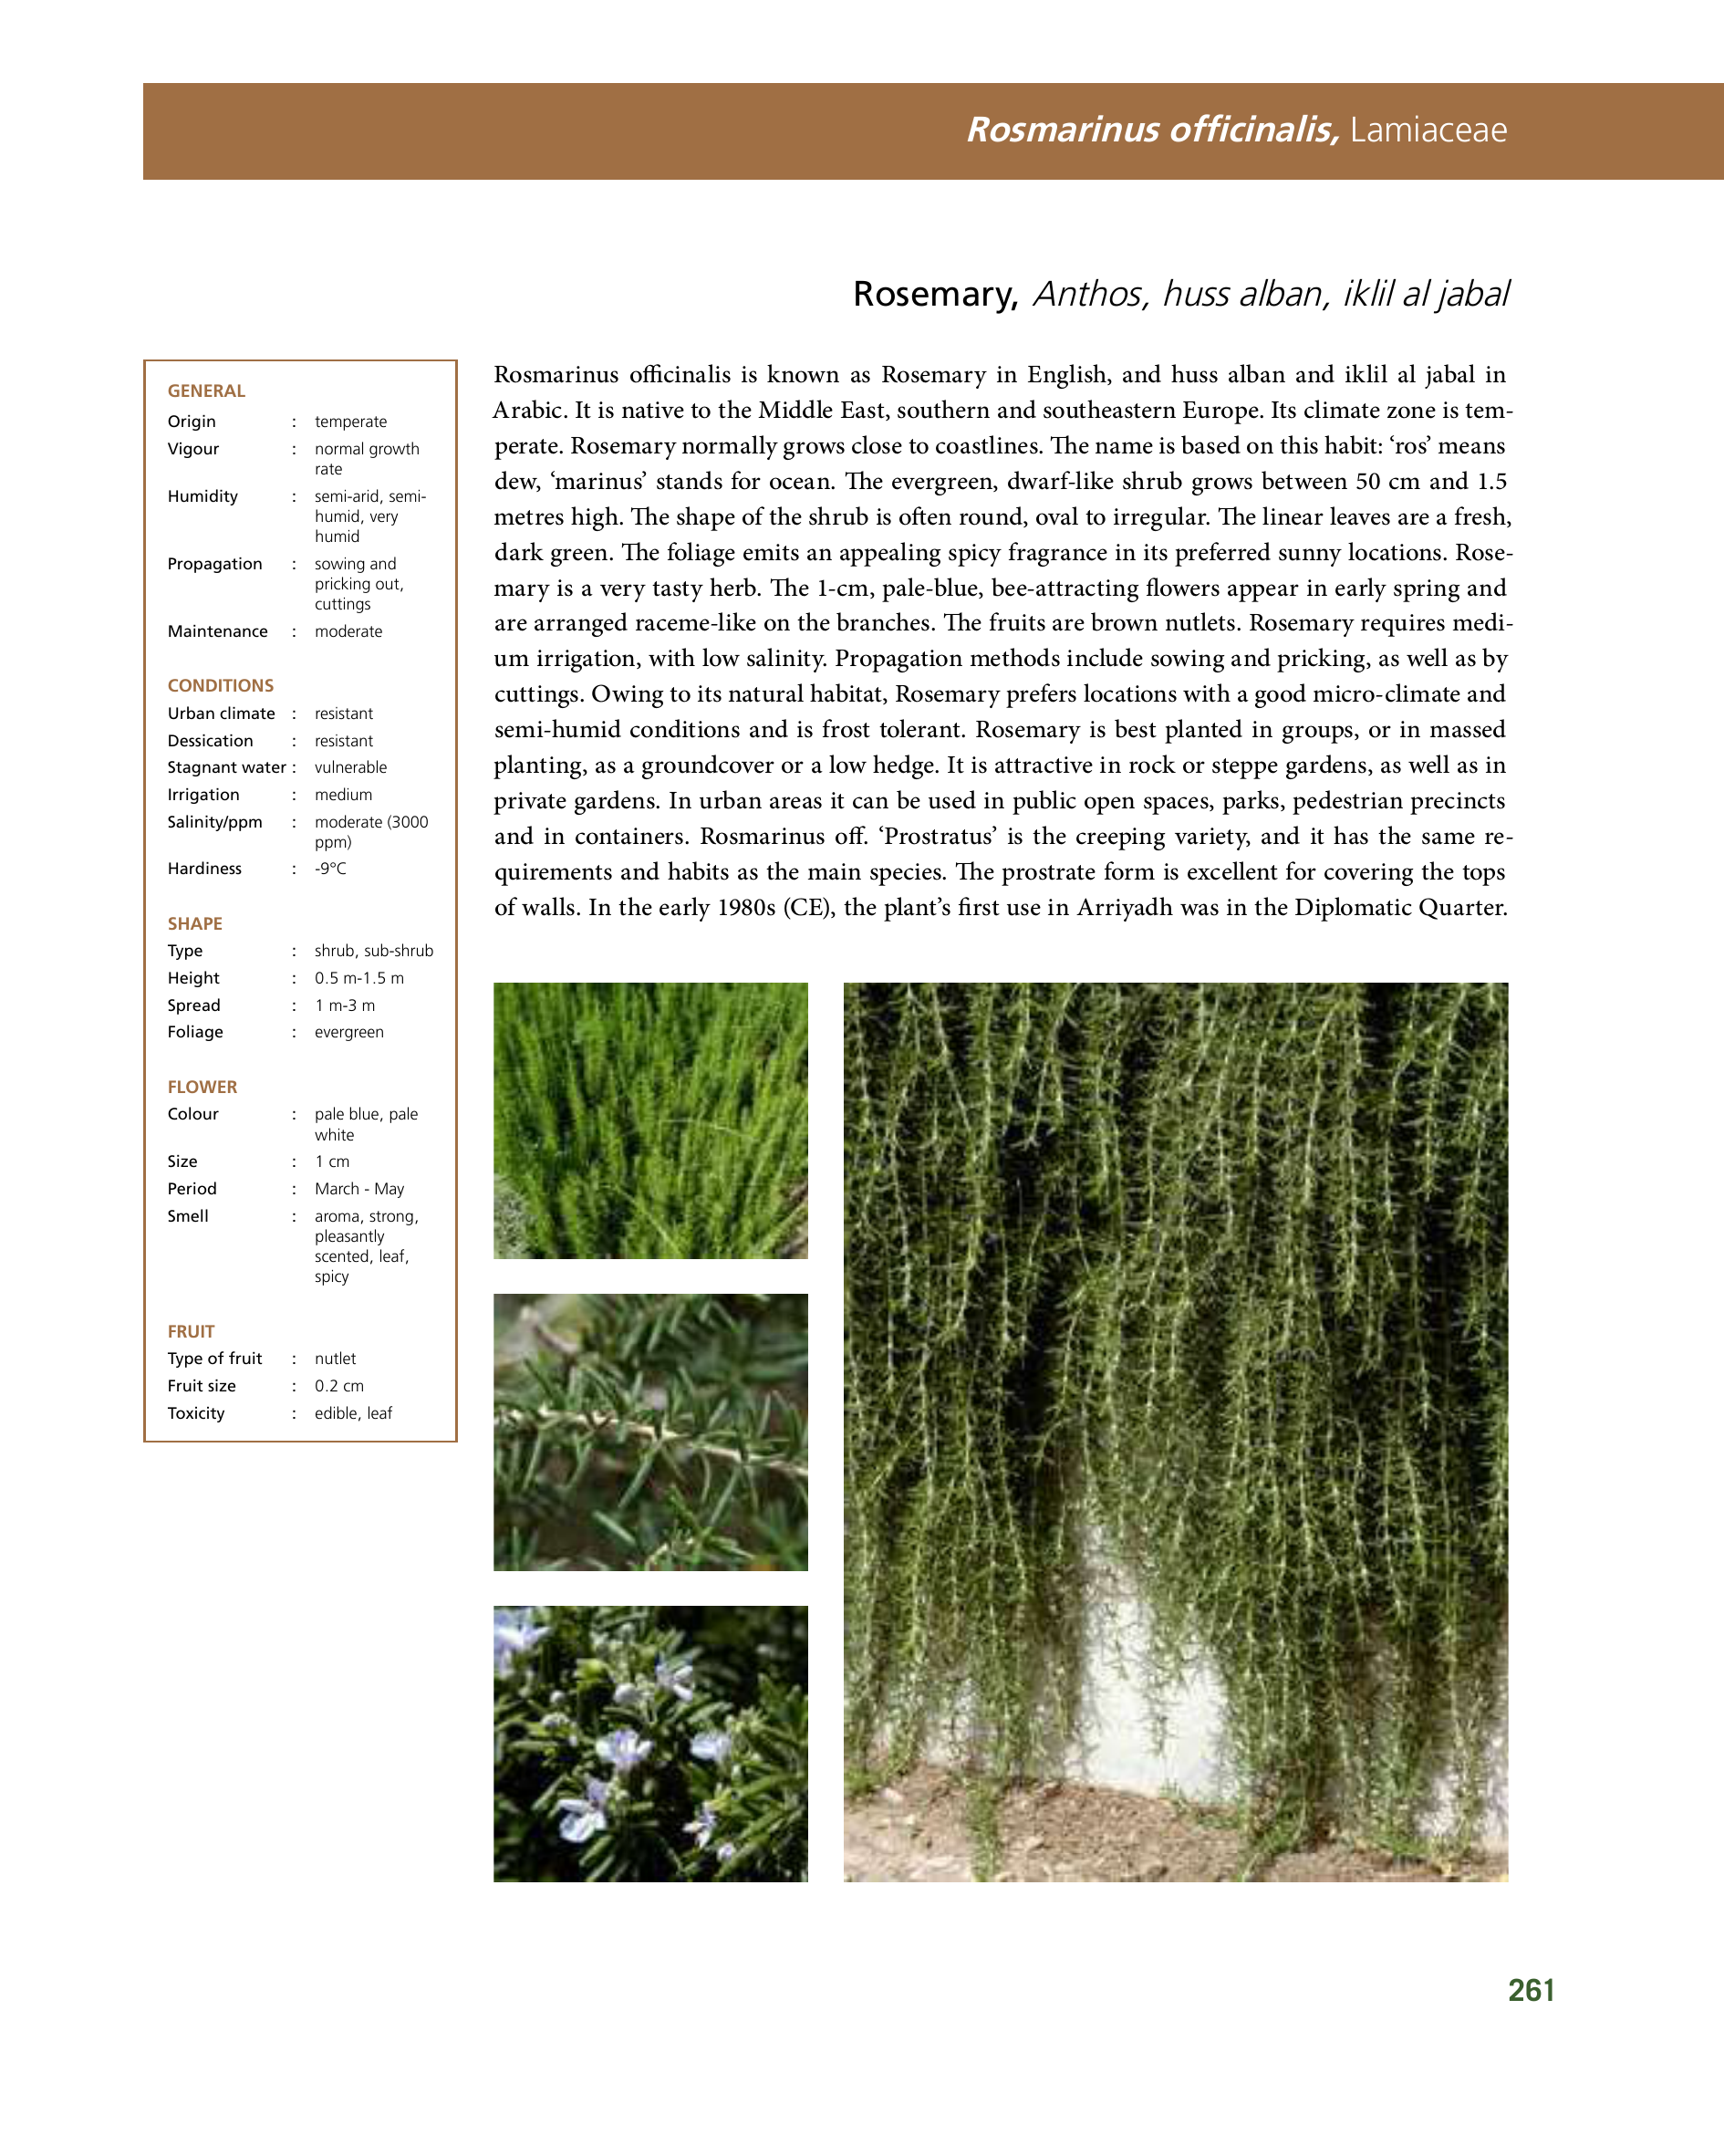 Rosmarinus officinalis, Lamiaceae
Rosemary, Anthos, huss alban, iklil al jabal
GENERAL
Origin : temperate
Vigour : normal growth
rate
Humidity : semi-arid, semi-
humid, very
humid
Propagation : sowing and
pricking out,
cuttings
Maintenance : moderate
CONDITIONS
Urban climate : resistant
Dessication : resistant
Stagnant water : vulnerable
Irrigation : medium
Salinity/ppm : moderate (3000
ppm)
Hardiness : -9°C
SHAPE
Type : shrub, sub-shrub
Height : 0.5 m-1.5 m
Spread : 1 m-3 m
Foliage : evergreen
FLOWER
Colour : pale blue, pale
white
Size : 1 cm
Period : March - May
Smell : aroma, strong,
pleasantly
scented, leaf,
spicy
FRUIT
Type of fruit : nutlet
Fruit size : 0.2 cm
Toxicity : edible, leaf
Rosmarinus officinalis is known as Rosemary in English, and huss alban and iklil al jabal in
Arabic. It is native to the Middle East, southern and southeastern Europe. Its climate zone is tem-
perate. Rosemary normally grows close to coastlines. The name is based on this habit: ‘ros’ means
dew, ‘marinus’ stands for ocean. The evergreen, dwarf-like shrub grows between 50 cm and 1.5
metres high. The shape of the shrub is often round, oval to irregular. The linear leaves are a fresh,
dark green. The foliage emits an appealing spicy fragrance in its preferred sunny locations. Rose-
mary is a very tasty herb. The 1-cm, pale-blue, bee-attracting flowers appear in early spring and
are arranged raceme-like on the branches. The fruits are brown nutlets. Rosemary requires medi-
um irrigation, with low salinity. Propagation methods include sowing and pricking, as well as by
cuttings. Owing to its natural habitat, Rosemary prefers locations with a good micro-climate and
semi-humid conditions and is frost tolerant. Rosemary is best planted in groups, or in massed
planting, as a groundcover or a low hedge. It is attractive in rock or steppe gardens, as well as in
private gardens. In urban areas it can be used in public open spaces, parks, pedestrian precincts
and in containers. Rosmarinus off. ‘Prostratus’ is the creeping variety, and it has the same re-
quirements and habits as the main species. The prostrate form is excellent for covering the tops
of walls. In the early 1980s (CE), the plant’s first use in Arriyadh was in the Diplomatic Quarter.
261